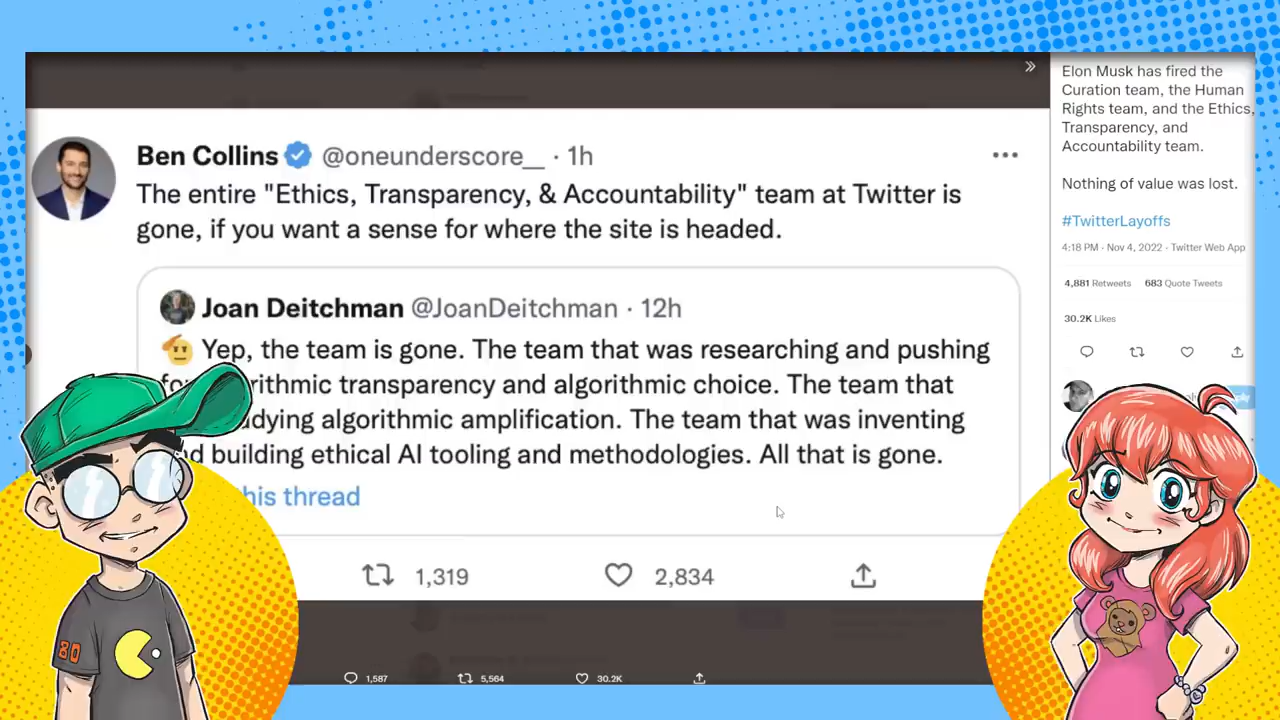 »
Ben Collins @oneunderscore__ · 1h
The entire "Ethics, Transparency, & Accountability" team at Twitter is
gone, if you want a sense for where the site is headed.
Joan Deitchman @JoanDeitchman · 12h
Yep, the team is gone. The team that was researching and pushing
transparency and algorithmic choice. The team that
algorithmic amplification. The team that was inventing
building ethical AI tooling and methodologies. All that is gone.
thread
1,319 2,834
1,587 5,564 30.2K
Elon Musk has fired the
Curation team, the Human
Rights team, and the Ethics,
Transparency, and
Accountability team.
Nothing of value was lost.
#TwitterLayoffs
4:18 PM · Nov 4, 2022 · Twitter Web App
4,881 Retweets 683 Quote Tweets
30.2K Likes
80